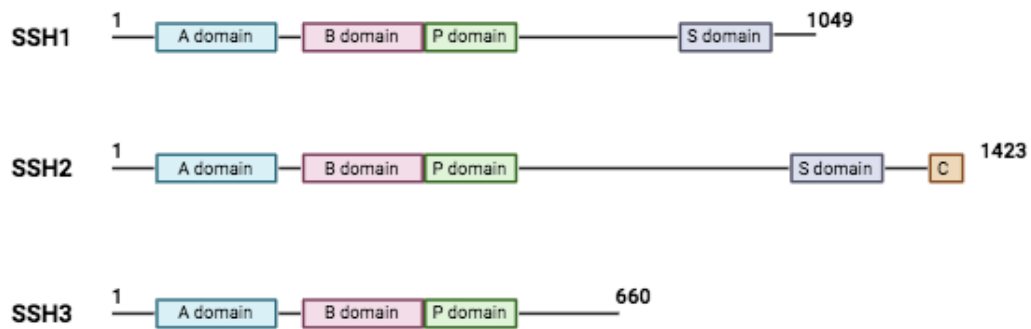 SSH1 1 A domain B domain P domain S domain 1049
SSH2 1 A domain B domain P domain S domain C 1423
SSH3 1 A domain B domain P domain 660